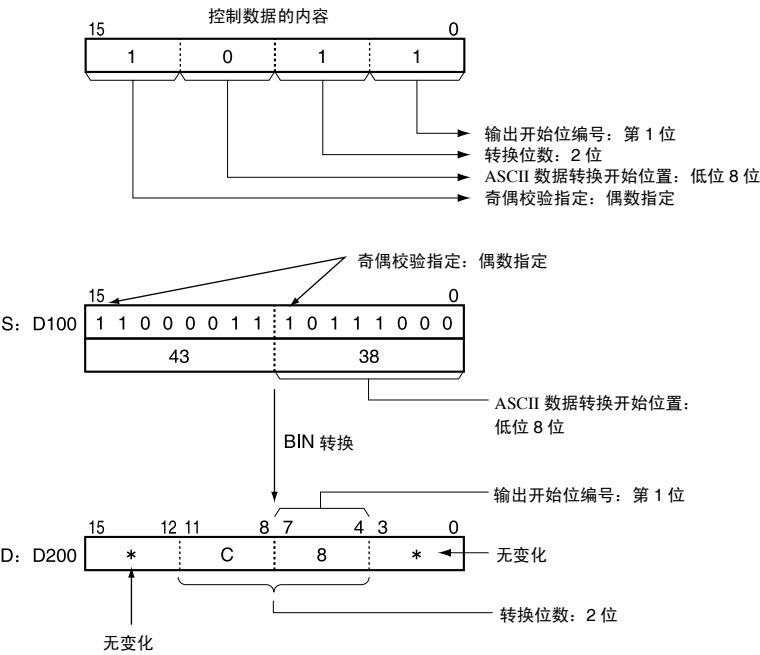 控制数据的内容
15 0
1 0 1 1
输出开始位编号：第 1 位
转换位数：2 位
ASCII 数据转换开始位置：低位 8 位
奇偶校验指定：偶数指定
奇偶校验指定：偶数指定
15 0
S：D100 1 1 0 0 0 0 1 1 1 0 1 1 1 0 0 0
43 38
ASCII 数据转换开始位置：
低位 8 位
BIN 转换
输出开始位编号：第 1 位
15 12 11 8 7 4 3 0
D：D200 * C 8 * 无变化
转换位数：2 位
无变化